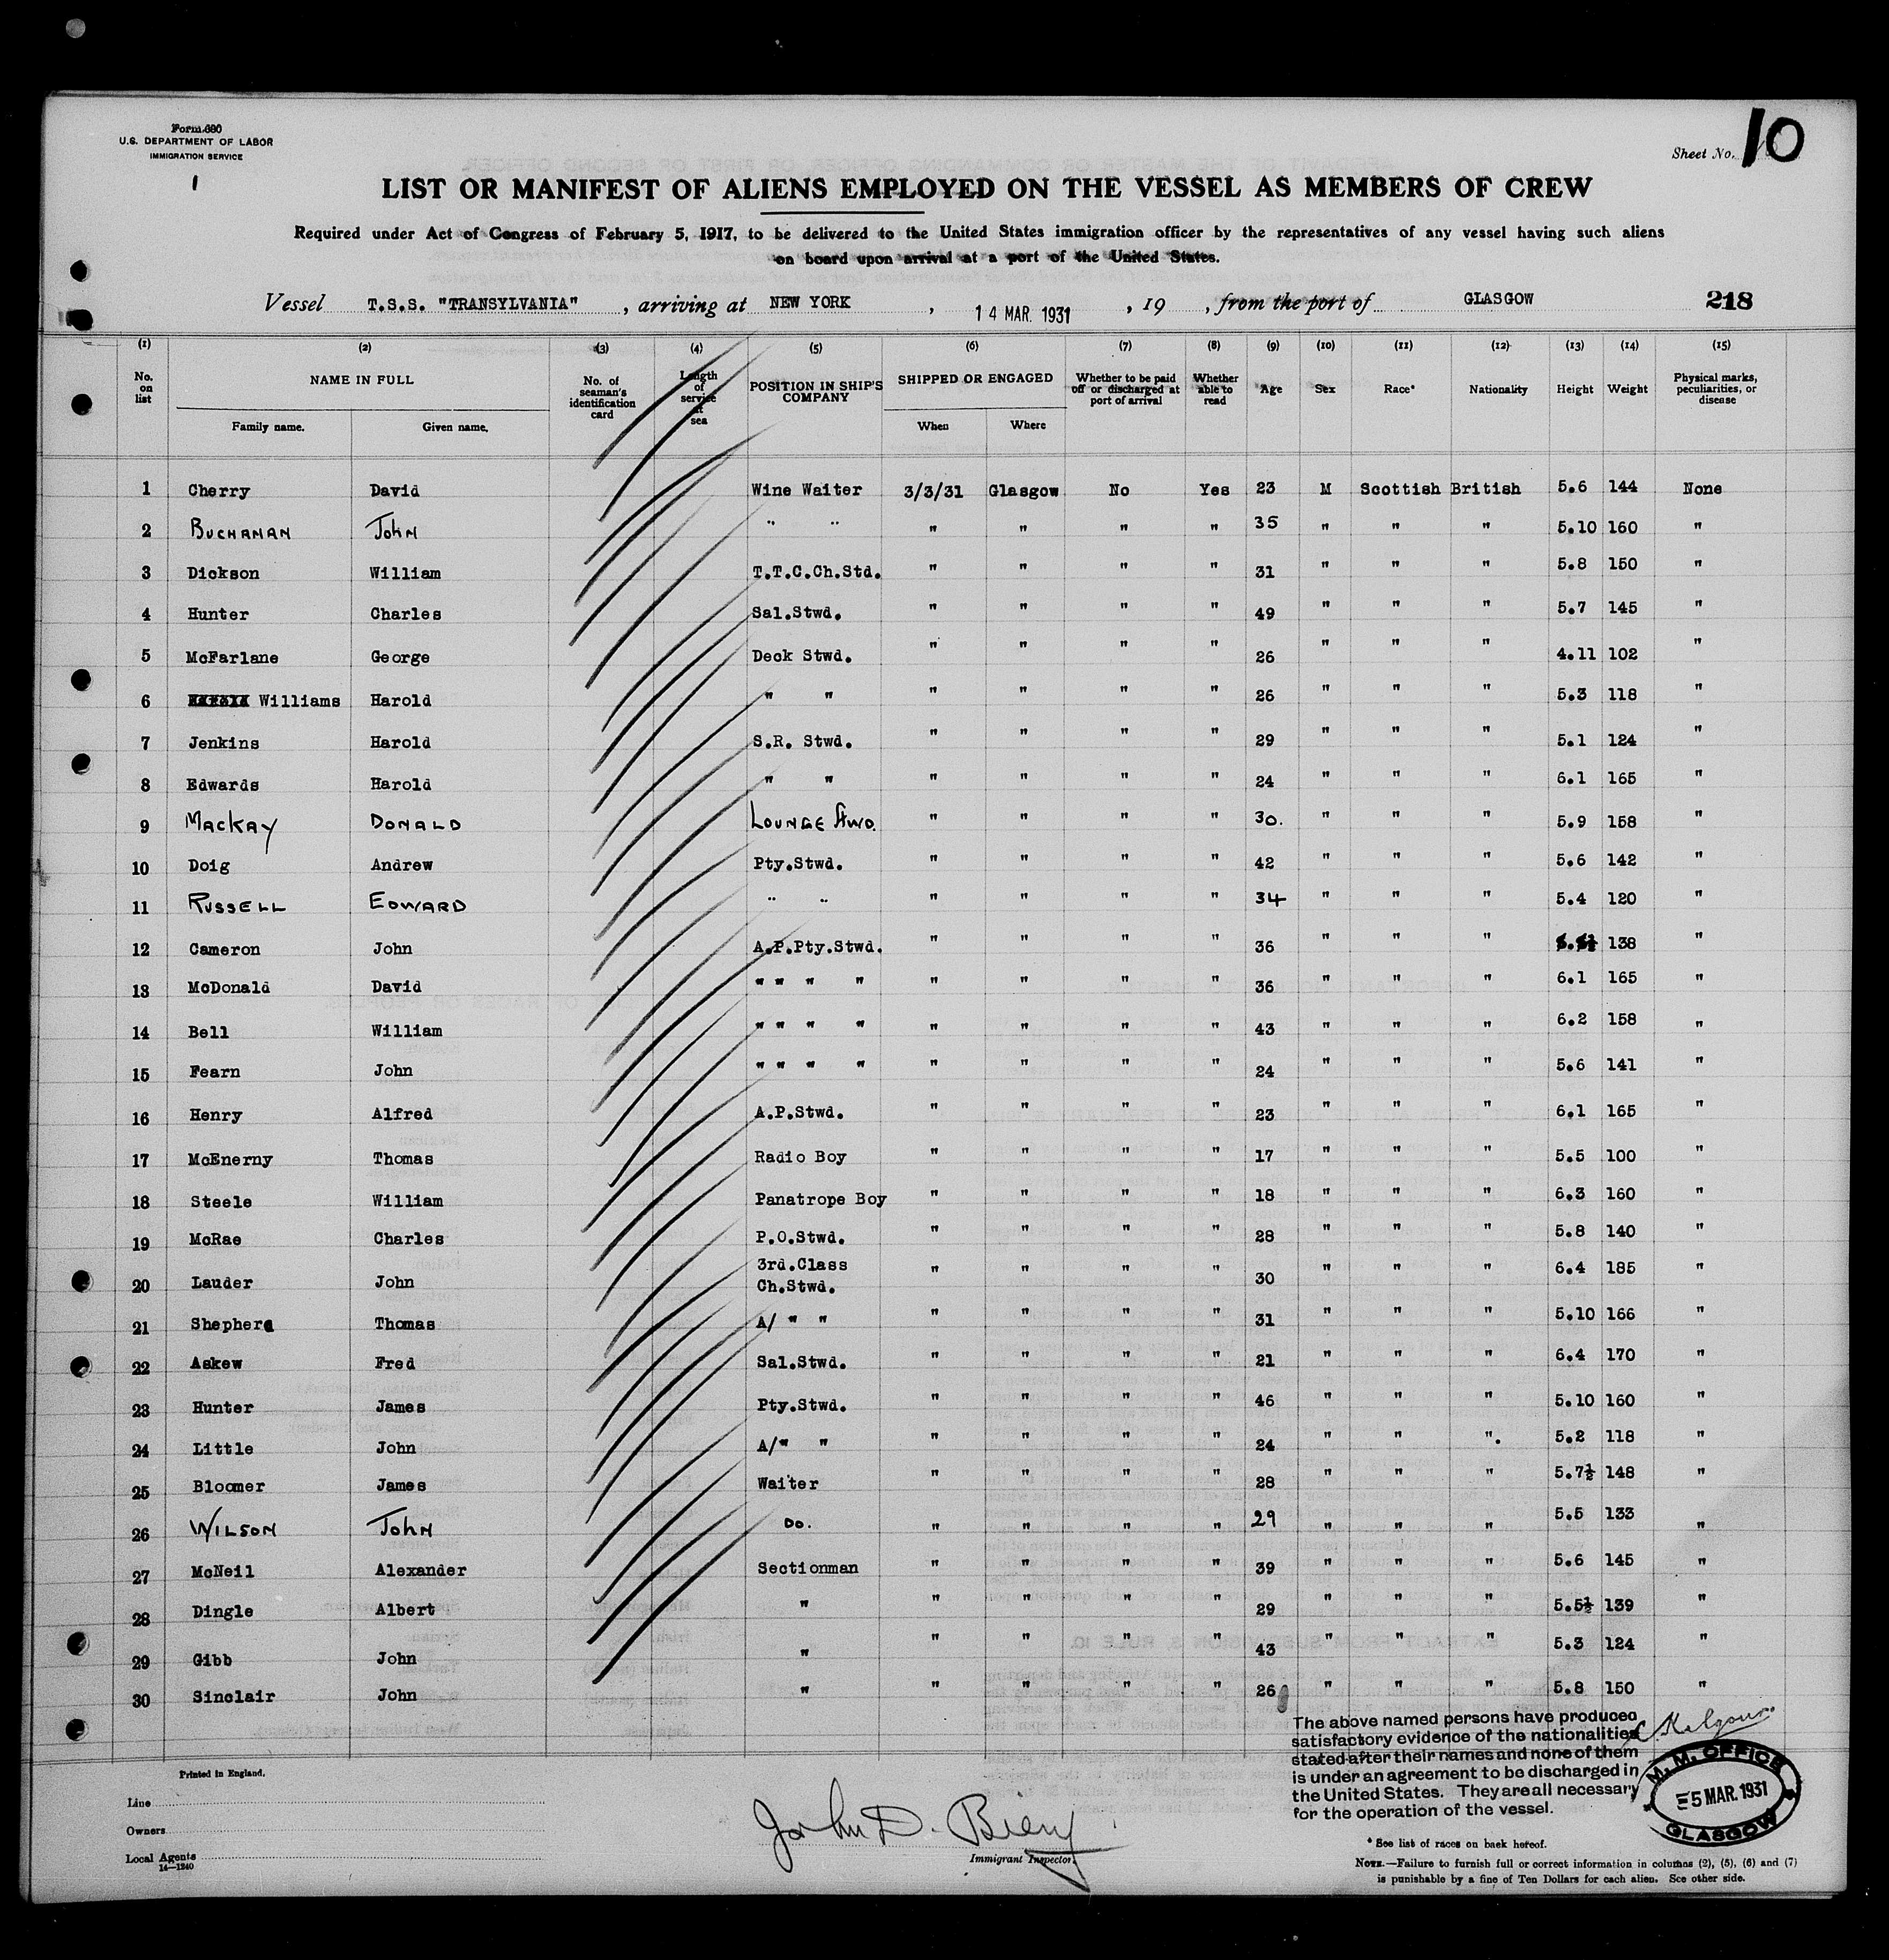 Form 680
U.S. DEPARTMENT OF LABOR
IMMIGRATION SERVICE
1
Sheet No. 10
LIST OR MANIFEST OF ALIENS EMPLOYED ON THE VESSEL AS MEMBERS OF CREW
Required under Act of Congress of February 5, 1917, to be delivered to the United States immigration officer by the representatives of any vessel having such aliens
on board upon arrival at a port of the United States.
Vessel T.S.S. "TRANSYLVANIA" , arriving at NEW YORK , 14 MAR. 1931 , 19 , from the port of GLASGOW 218
(1) (2) (3) (4) (5) (6) (7) (8) (9) (10) (11) (12) (13) (14) (15)
No. on list NAME IN FULL Family name. Given name. No. of seaman's identification card Length of service at sea POSITION IN SHIP'S COMPANY SHIPPED OR ENGAGED When Where Whether to be paid off or discharged at port of arrival Whether able to read Age Sex Race* Nationality Height Weight Physical marks, peculiarities, or disease
1 Cherry David Wine Waiter 3/3/31 Glasgow No Yes 23 M Scottish British 5.6 144 None
2 BUCHANAN JOHN " " " " " " 35 " " " 5.10 160 "
3 Dickson William T.T.C.Ch.Std. " " " " 31 " " " 5.8 150 "
4 Hunter Charles Sal.Stwd. " " " " 49 " " " 5.7 145 "
5 McFarlane George Deck Stwd. " " " " 26 " " " 4.11 102 "
6 Williams Harold " " " " " " 26 " " " 5.3 118 "
7 Jenkins Harold S.R. Stwd. " " " " 29 " " " 5.1 124 "
8 Edwards Harold " " " " " " 24 " " " 6.1 165 "
9 MACKAY DONALD LOUNGE STWD. " " " " 30. " " " 5.9 158 "
10 Doig Andrew Pty.Stwd. " " " " 42 " " " 5.6 142 "
11 RUSSELL EDWARD " " " " " " 34 " " " 5.4 120 "
12 Cameron John A.P.Pty.Stwd. " " " " 36 " " " 138 "
13 McDonald David " " " " " " " " 36 " " " 6.1 165 "
14 Bell William " " " " " " " " 43 " " " 6.2 158 "
15 Fearn John " " " " " " " " 24 " " " 5.6 141 "
16 Henry Alfred A.P.Stwd. " " " " 23 " " " 6.1 165 "
17 McEnerny Thomas Radio Boy " " " " 17 " " " 5.5 100 "
18 Steele William Panatrope Boy " " " " 18 " " " 6.3 160 "
19 McRae Charles P.O.Stwd. " " " " 28 " " " 5.8 140 "
20 Lauder John 3rd.Class Ch.Stwd. " " " " 30 " " " 6.4 185 "
21 Shepherd Thomas A/ " " " " " " 31 " " " 5.10 166 "
22 Askew Fred Sal.Stwd. " " " " 21 " " " 6.4 170 "
23 Hunter James Pty.Stwd. " " " " 46 " " " 5.10 160 "
24 Little John A/" " " " " " 24 " " ". 5.2 118 "
25 Bloomer James Waiter " " " " 28 " " " 5.7½ 148 "
26 WILSON JOHN Do. " " " " 29 " " " 5.5 133 "
27 McNeil Alexander Sectionman " " " " 39 " " " 5.6 145 "
28 Dingle Albert " " " " " 29 " " " 5.5½ 139 "
29 Gibb John " " " " " 43 " " " 5.3 124 "
30 Sinclair John " " " " " 26 " " " 5.8 150 "
The above named persons have produced
satisfactory evidence of the nationalities
stated after their names and none of them
is under an agreement to be discharged in
the United States. They are all necessary
for the operation of the vessel.
M.M. OFFICE
5 MAR. 1931
GLASGOW
Printed in England.
Line
Owners
Local Agents
14—1240
John D.
Immigrant Inspector.
* See list of races on back hereof.
NOTE.—Failure to furnish full or correct information in columns (2), (5), (6) and (7)
is punishable by a fine of Ten Dollars for each alien. See other side.